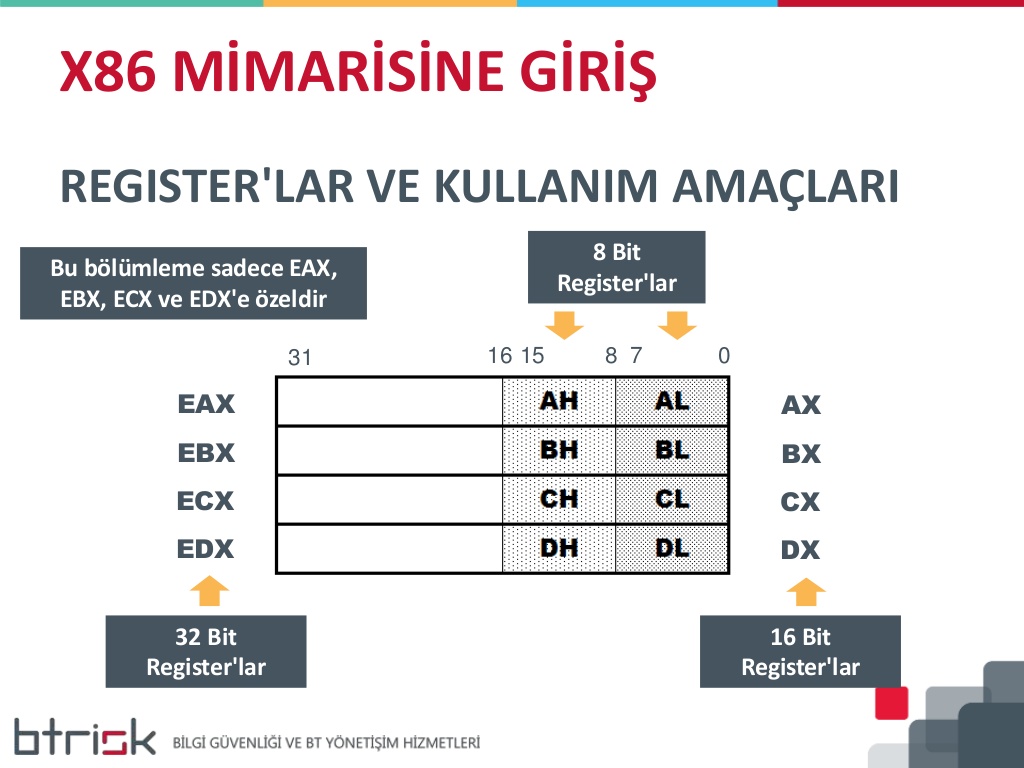 X86 MİMARİSİNE GİRİŞ
REGISTER'LAR VE KULLANIM AMAÇLARI
Bu bölümleme sadece EAX,
EBX, ECX ve EDX'e özeldir
8 Bit
Register'lar
31 16 15 8 7 0
EAX AH AL AX
EBX BH BL BX
ECX CH CL CX
EDX DH DL DX
32 Bit
Register'lar
16 Bit
Register'lar
btrisk BİLGİ GÜVENLİĞİ VE BT YÖNETİŞİM HİZMETLERİ